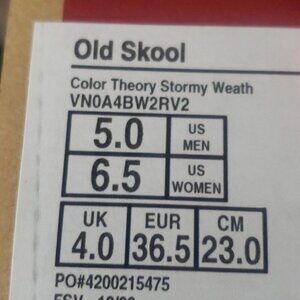 Old Skool
Color Theory Stormy Weath
VN0A4BW2RV2
5.0 US MEN
6.5 US WOMEN
UK EUR CM
4.0 36.5 23.0
PO#4200215475